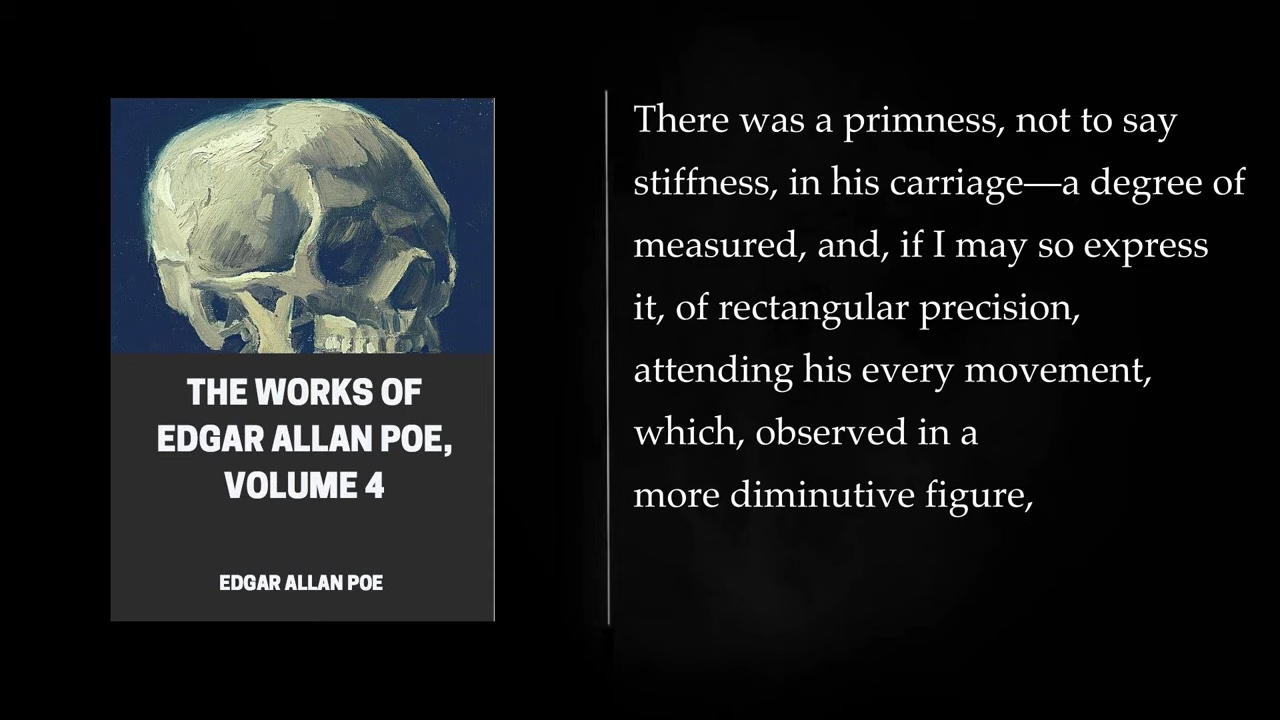 THE WORKS OF
EDGAR ALLAN POE,
VOLUME 4
EDGAR ALLAN POE
There was a primness, not to say
stiffness, in his carriage—a degree of
measured, and, if I may so express
it, of rectangular precision,
attending his every movement,
which, observed in a
more diminutive figure,